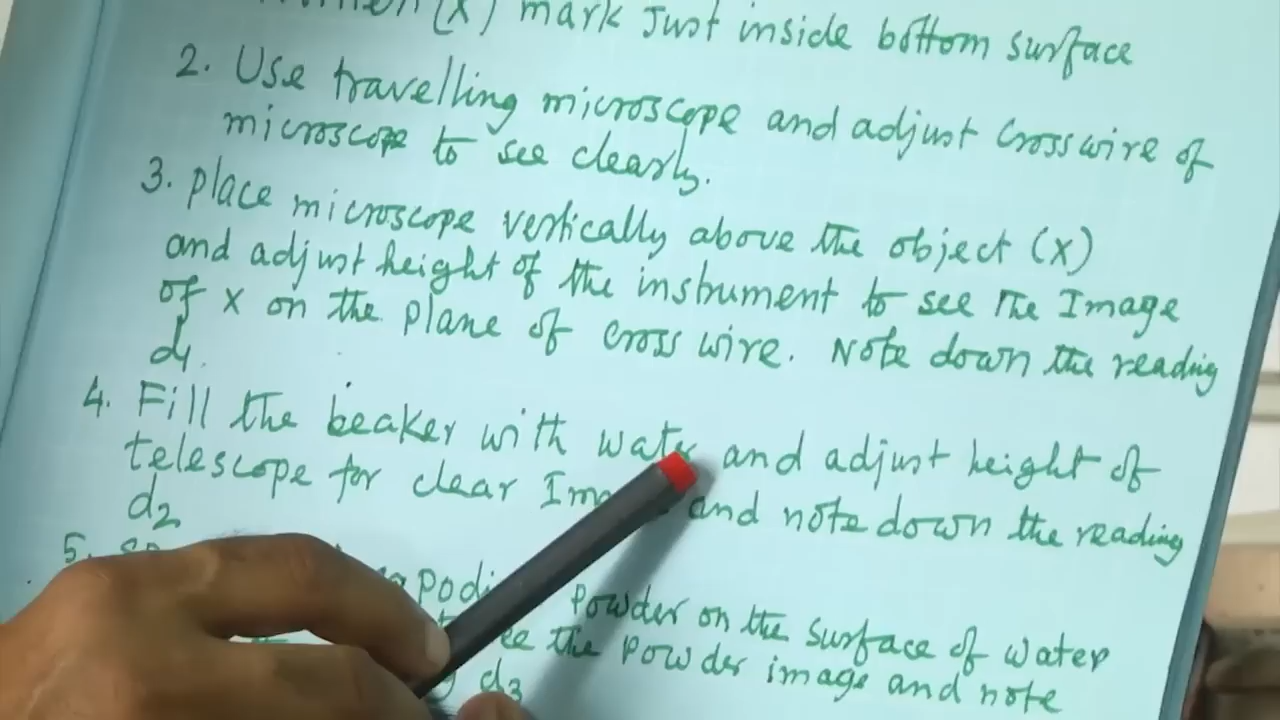 (X) mark Just inside bottom surface
2. Use travelling microscope and adjust Crosswire of
microscope to see clearly.
3. Place microscope vertically above the object (X)
and adjust height of the instrument to see The Image
of X on the plane of cross wire. Note down the reading
d1.
4. Fill the beaker with water and adjust height of
telescope for clear and note down the reading
d2
5. Powder on the surface of water
the Powder image and note
d3